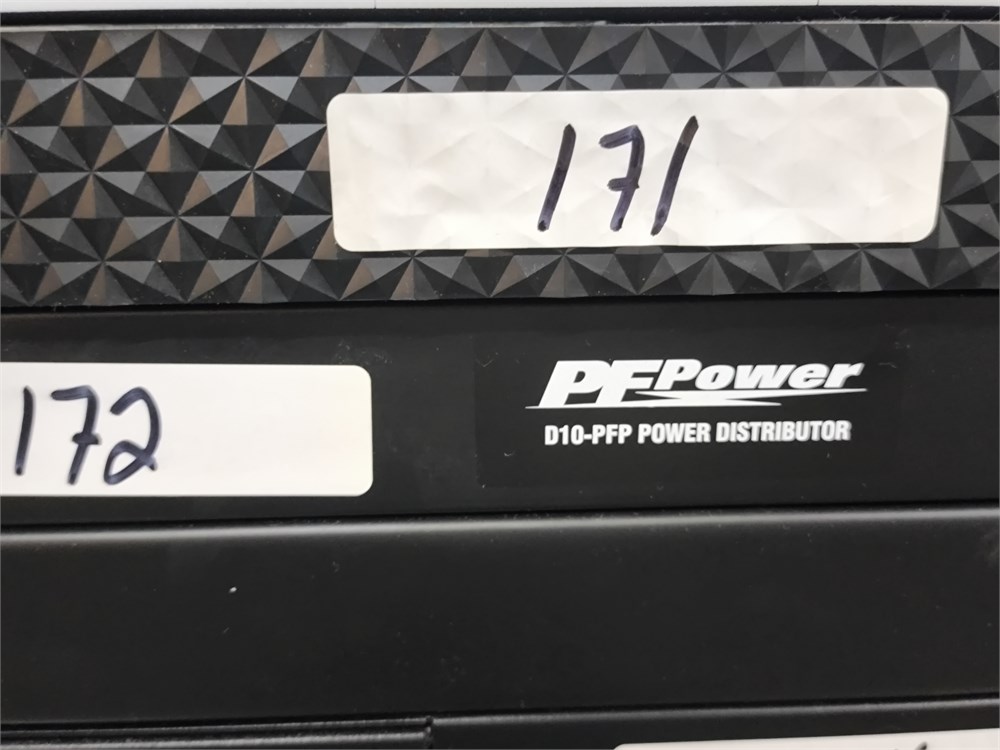 171
172
PFPower
D10-PFP POWER DISTRIBUTOR